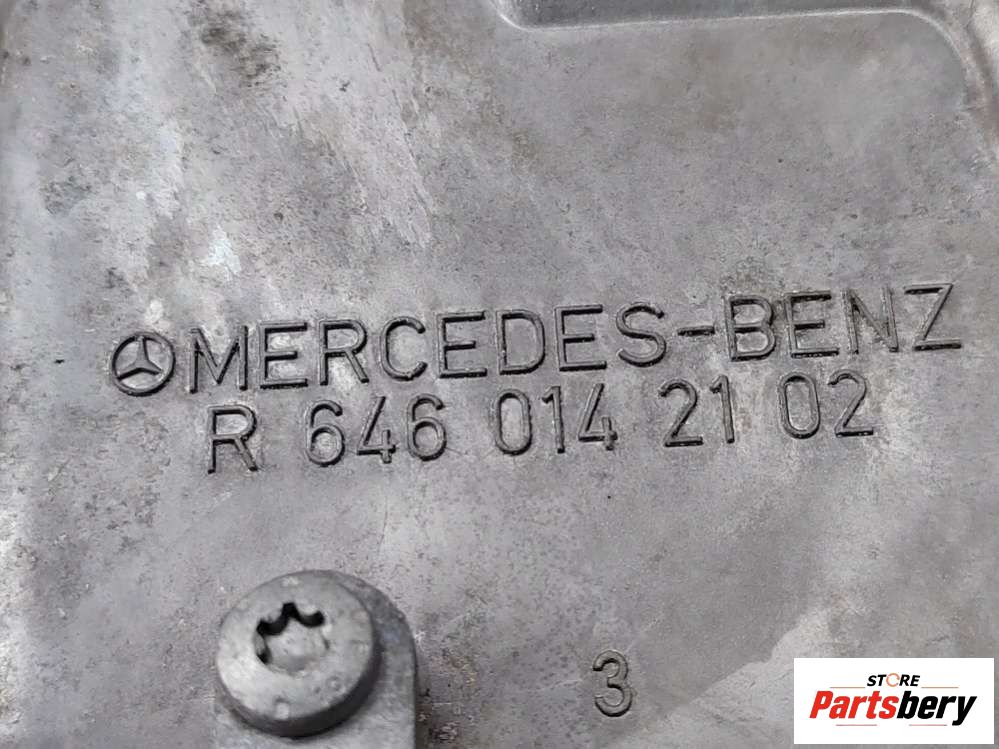 MERCEDES-BENZ
R 646 014 21 02
3
STORE
Partsbery